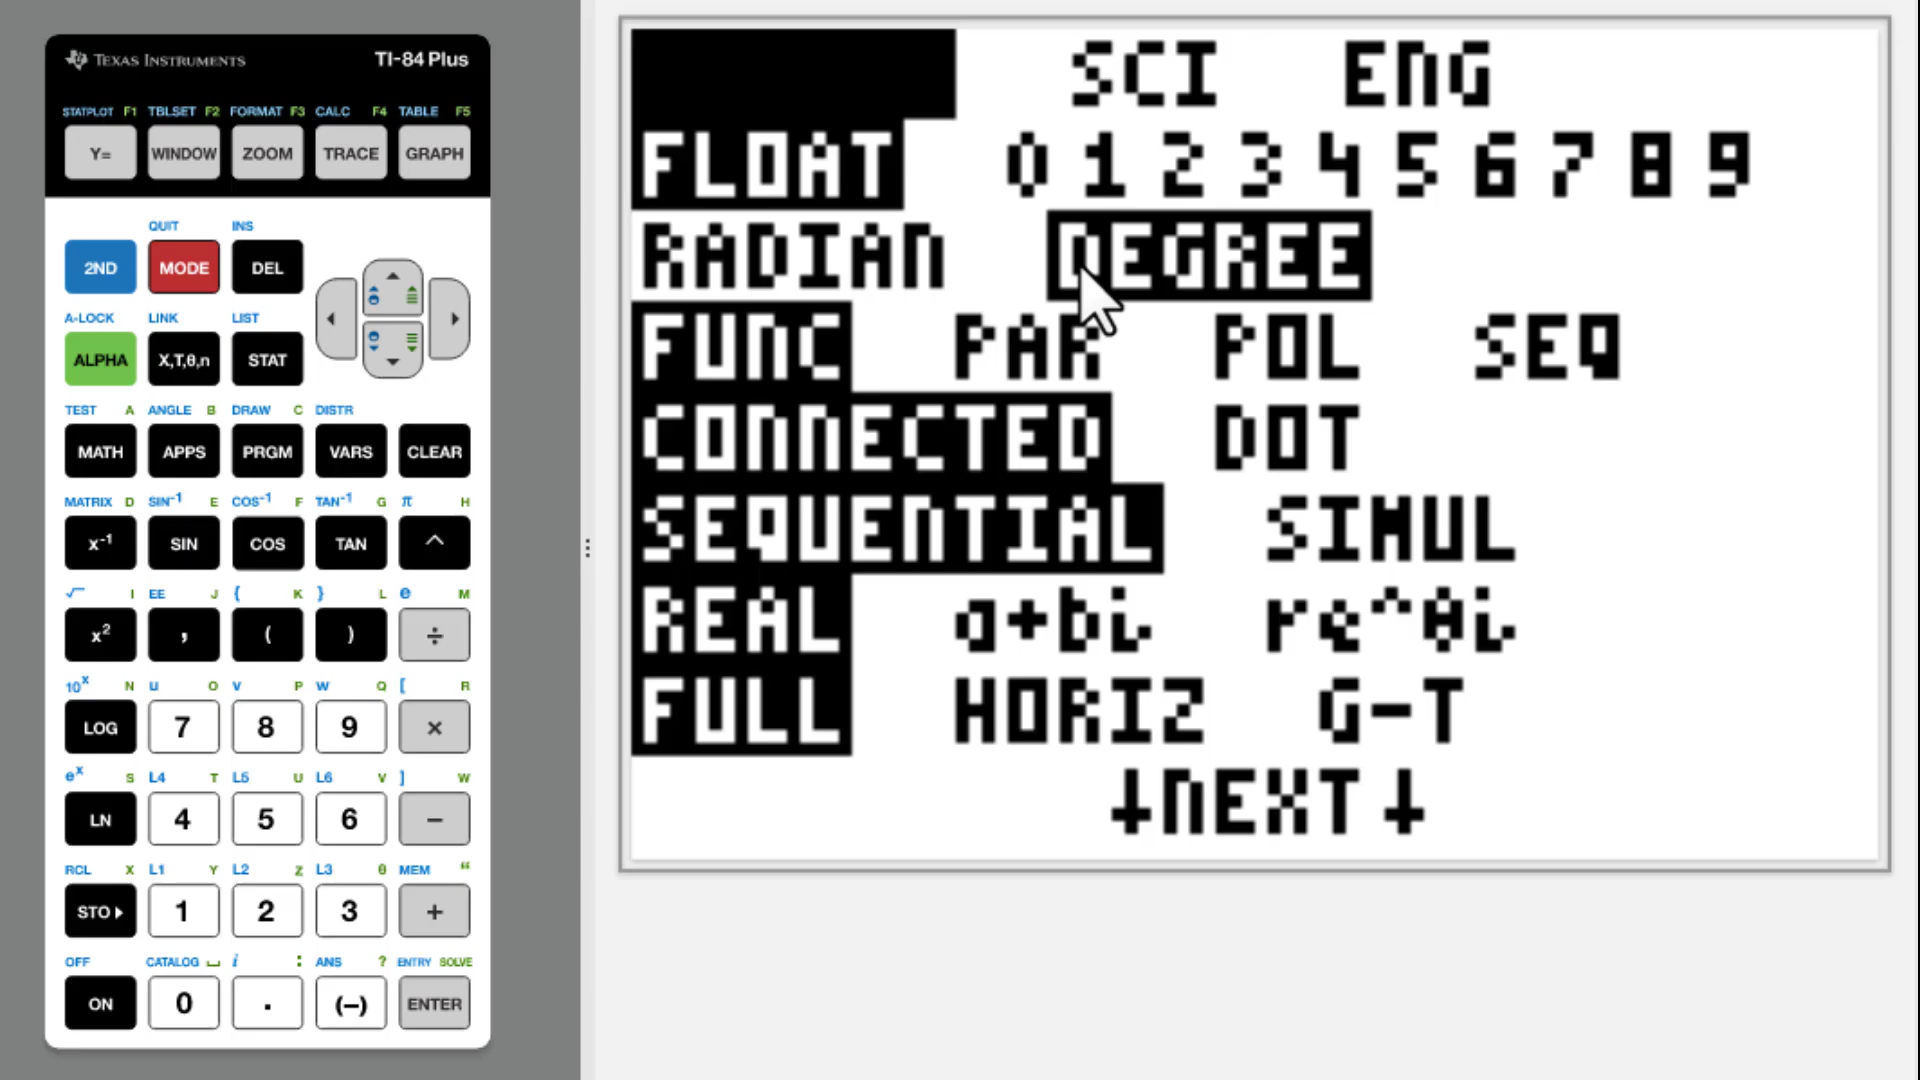 TEXAS INSTRUMENTS TI-84 Plus
STATPLOT F1 TBLSET F2 FORMAT F3 CALC F4 TABLE F5
Y= WINDOW ZOOM TRACE GRAPH
QUIT INS
2ND MODE DEL
A-LOCK LINK LIST
ALPHA X,T,θ,n STAT
TEST A ANGLE B DRAW C DISTR
MATH APPS PRGM VARS CLEAR
MATRIX D SIN⁻¹ E COS⁻¹ F TAN⁻¹ G π H
x⁻¹ SIN COS TAN ^
√ I EE J { K } L e M
x² , ( ) ÷
10ˣ N u O v P w Q [ R
LOG 7 8 9 ×
eˣ S L4 T L5 U L6 V ] W
LN 4 5 6 −
RCL X L1 Y L2 Z L3 θ MEM “
STO▸ 1 2 3 +
OFF CATALOG ⎵ i : ANS ? ENTRY SOLVE
ON 0 . (−) ENTER
SCI ENG
FLOAT 0 1 2 3 4 5 6 7 8 9
RADIAN DEGREE
FUNC PAR POL SEQ
CONNECTED DOT
SEQUENTIAL SIMUL
REAL a+bi re^θi
FULL HORIZ G-T
↓NEXT↓